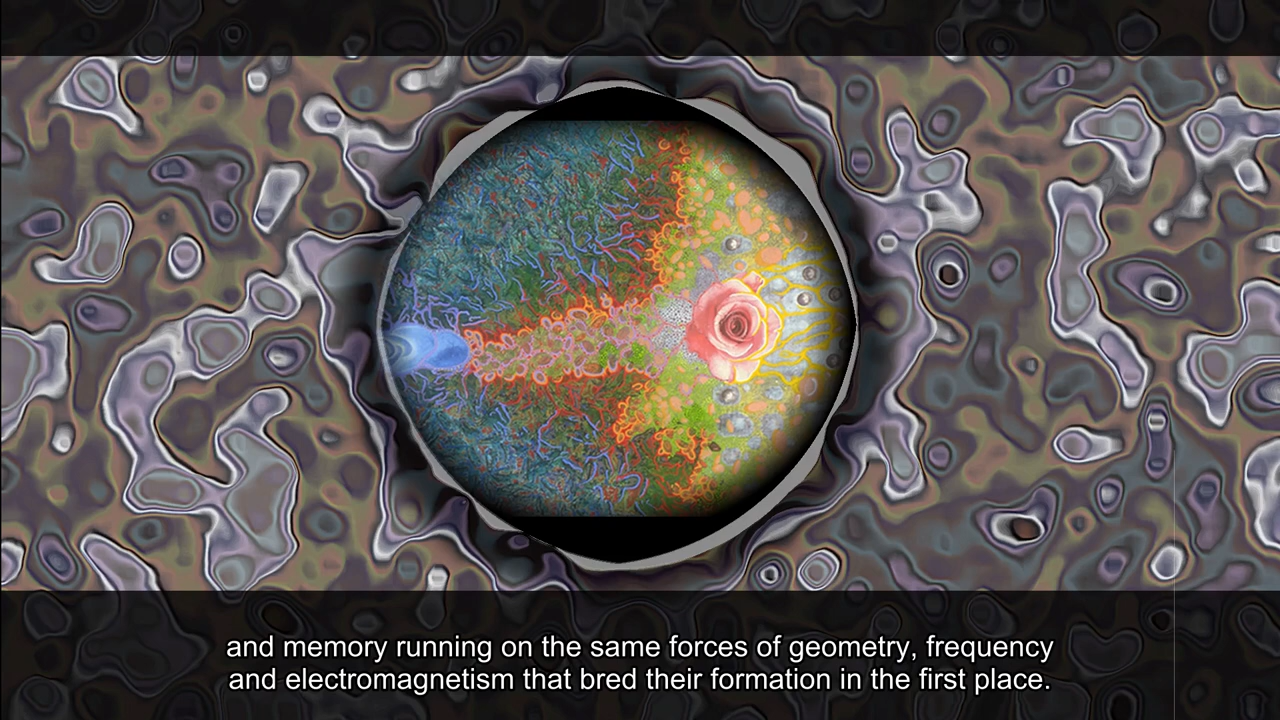 and memory running on the same forces of geometry, frequency
and electromagnetism that bred their formation in the first place.